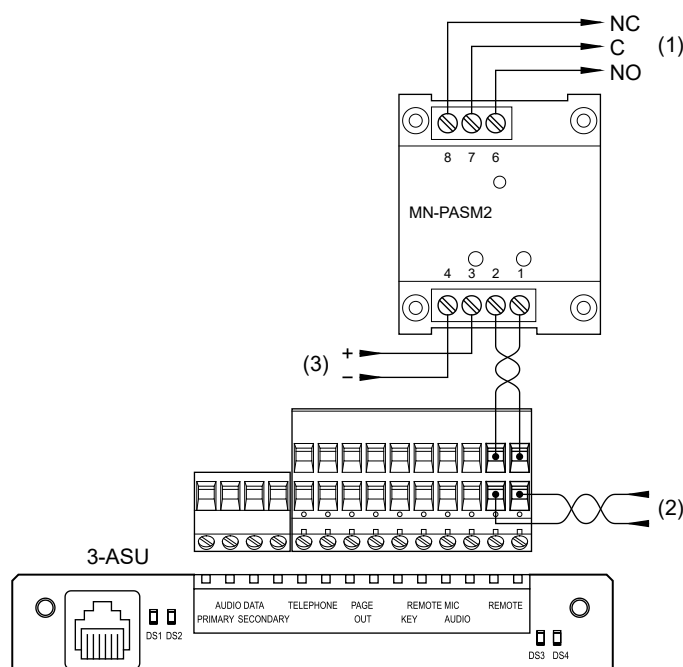 NC
C (1)
NO
8 7 6
MN-PASM2
4 3 2 1
+
(3)
–
(2)
3-ASU
AUDIO DATA TELEPHONE PAGE REMOTE MIC REMOTE
PRIMARY SECONDARY OUT KEY AUDIO
DS1 DS2
DS3 DS4